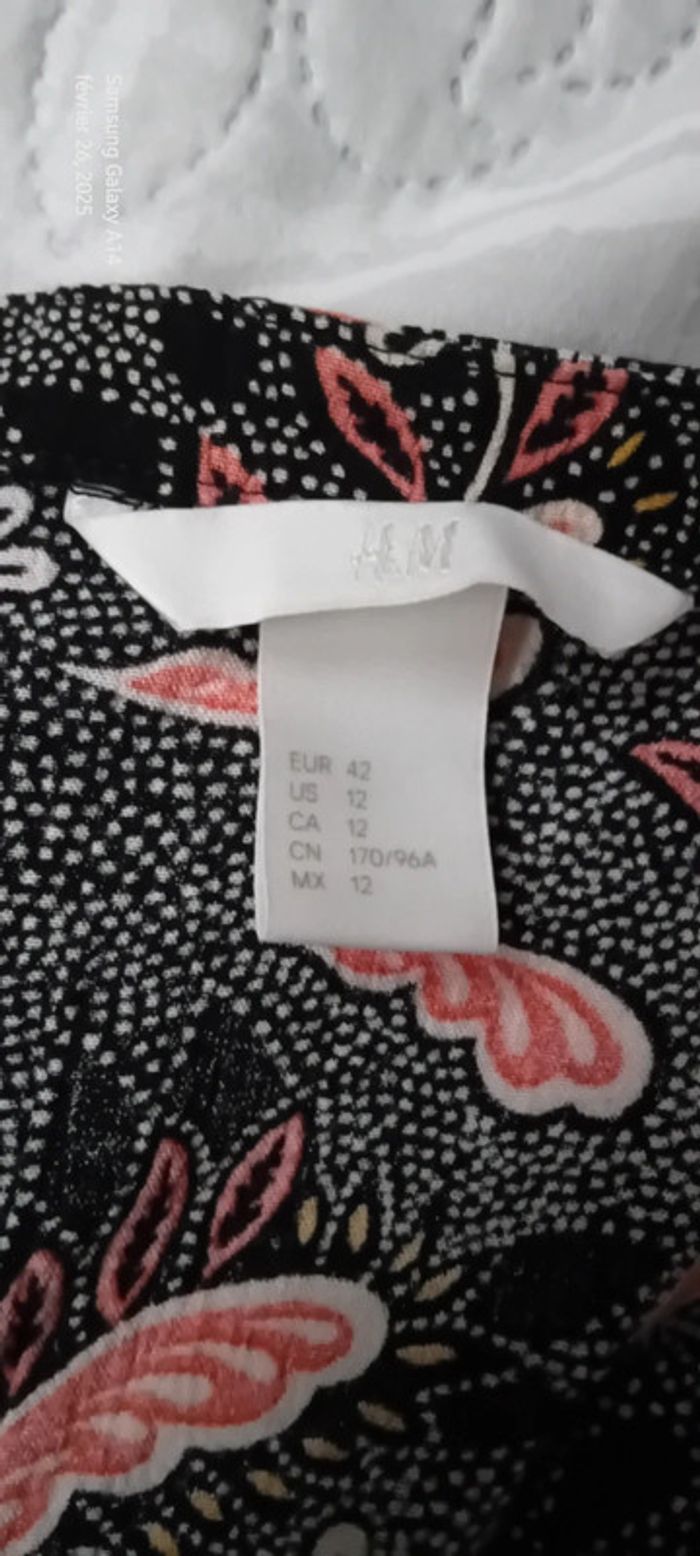 Samsung Galaxy A14
février 26, 2025
H&M
EUR 42
US 12
CA 12
CN 170/96A
MX 12